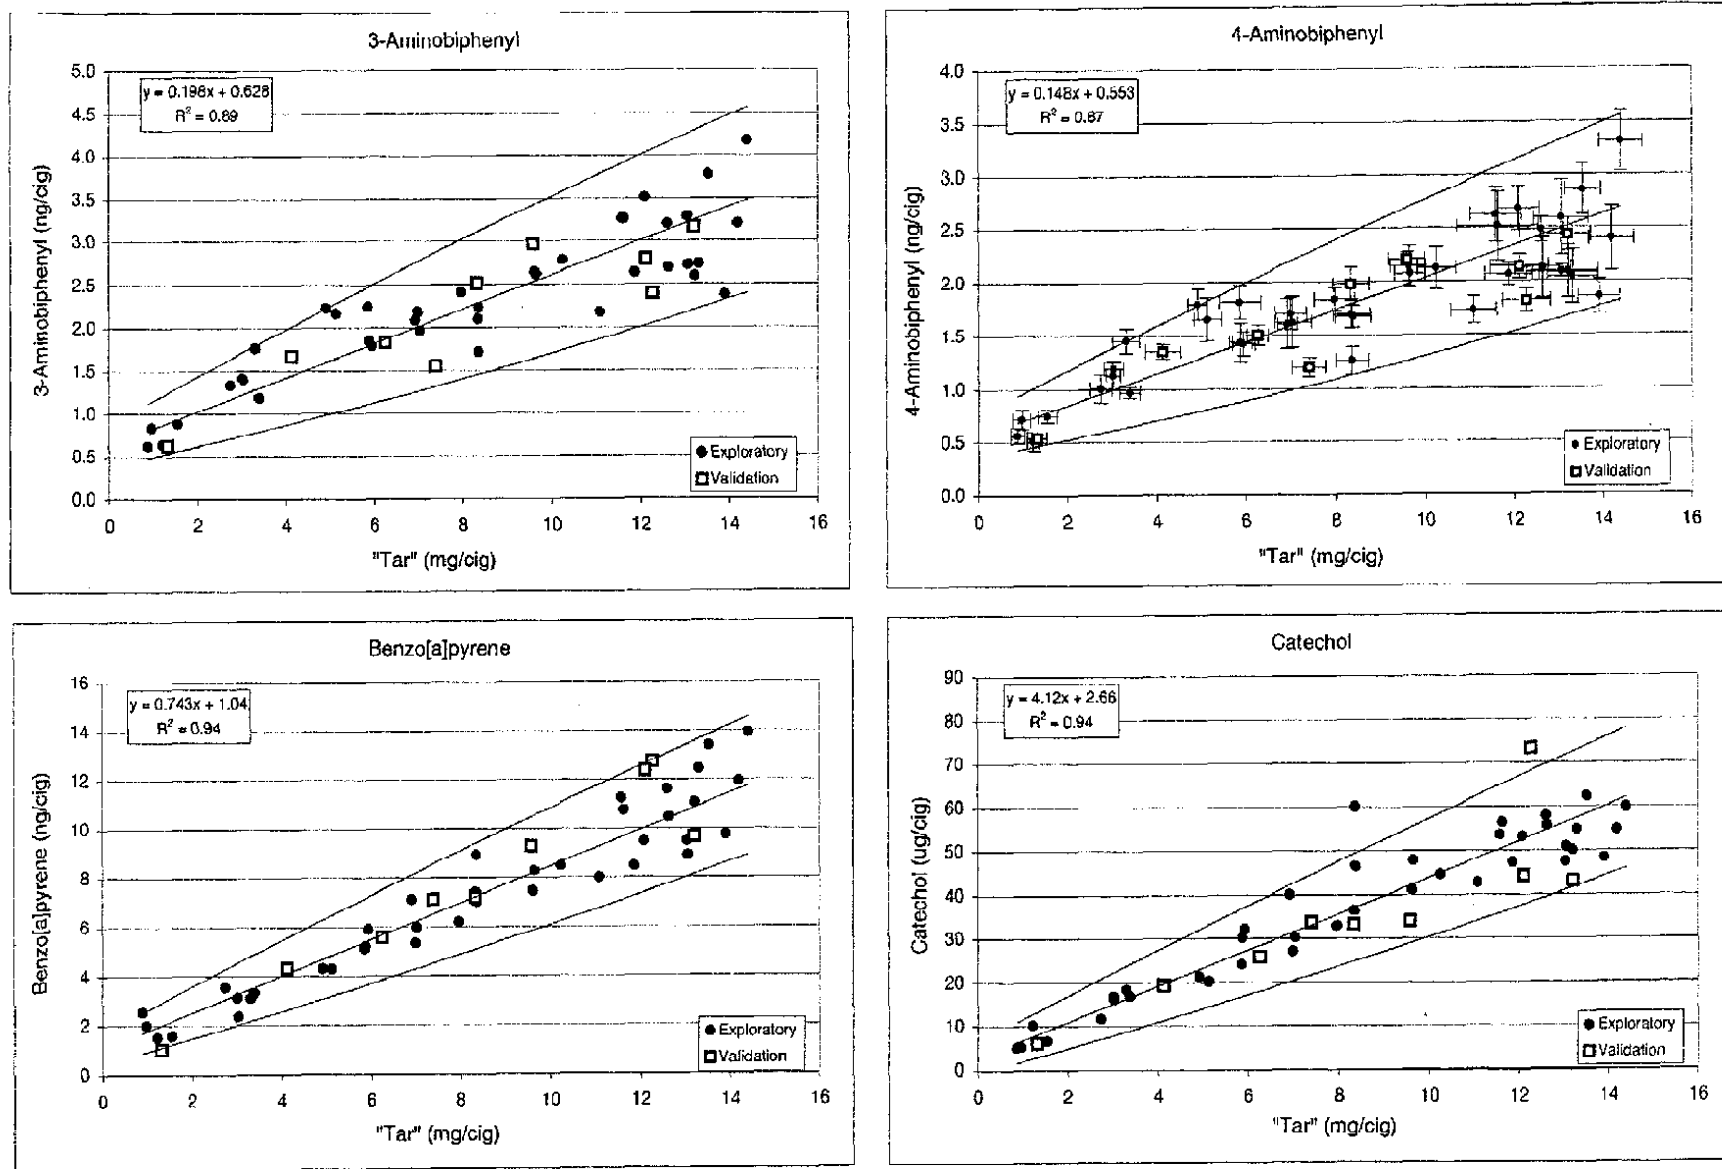 3-Aminobiphenyl
5.0
4.5
4.0
3.5
3.0
2.5
2.0
1.5
1.0
0.5
0.0
y = 0.198x + 0.628
R² = 0.89
3-Aminobiphenyl (ng/cig)
Exploratory
Validation
0 2 4 6 8 10 12 14 16
"Tar" (mg/cig)
4-Aminobiphenyl
4.0
3.5
3.0
2.5
2.0
1.5
1.0
0.5
0.0
y = 0.148x + 0.553
R² = 0.87
4-Aminobiphenyl (ng/cig)
Exploratory
Validation
0 2 4 6 8 10 12 14 16
"Tar" (mg/cig)
Benzo[a]pyrene
16
14
12
10
8
6
4
2
0
y = 0.743x + 1.04
R² = 0.94
Benzo[a]pyrene (ng/cig)
Exploratory
Validation
0 2 4 6 8 10 12 14 16
"Tar" (mg/cig)
Catechol
90
80
70
60
50
40
30
20
10
0
y = 4.12x + 2.66
R² = 0.94
Catechol (ug/cig)
Exploratory
Validation
0 2 4 6 8 10 12 14 16
"Tar" (mg/cig)